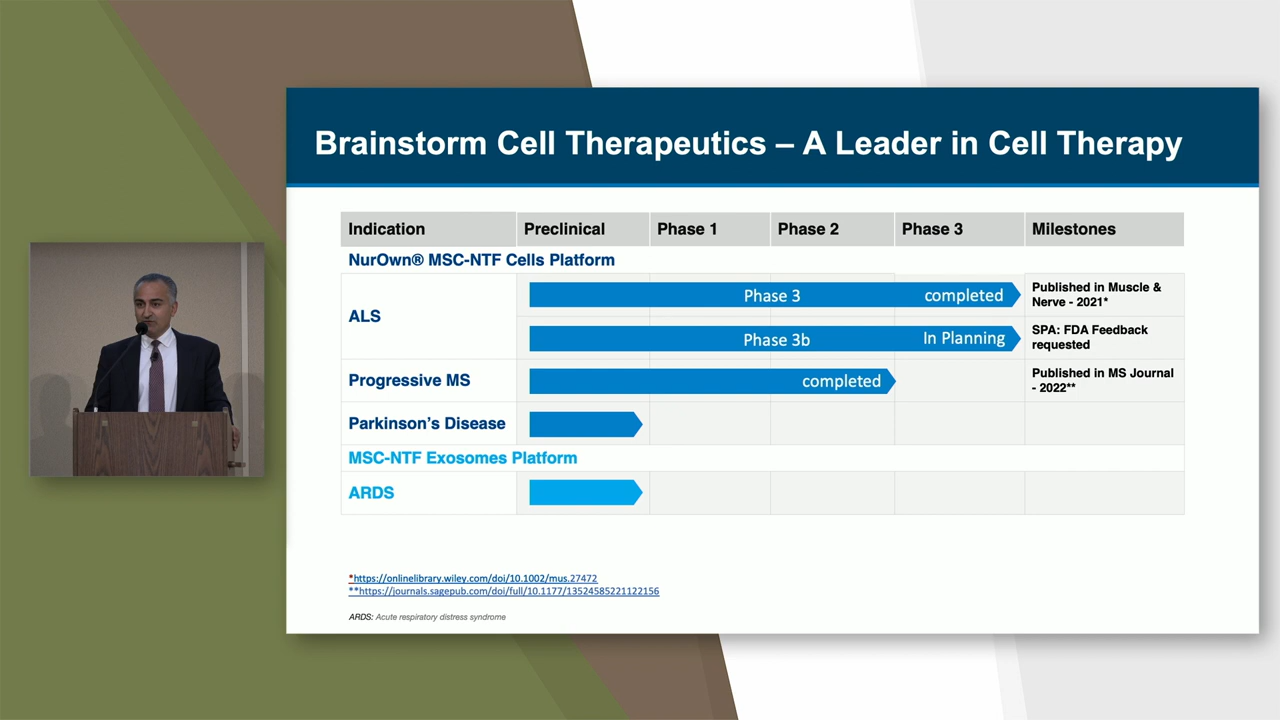 Brainstorm Cell Therapeutics – A Leader in Cell Therapy
Indication Preclinical Phase 1 Phase 2 Phase 3 Milestones
NurOwn® MSC-NTF Cells Platform
ALS
Phase 3 completed
Published in Muscle &
Nerve - 2021*
Phase 3b In Planning
SPA: FDA Feedback
requested
Progressive MS
completed
Published in MS Journal
- 2022**
Parkinson’s Disease
MSC-NTF Exosomes Platform
ARDS
*https://onlinelibrary.wiley.com/doi/10.1002/mus.27472
**https://journals.sagepub.com/doi/full/10.1177/13524585221122156
ARDS: Acute respiratory distress syndrome